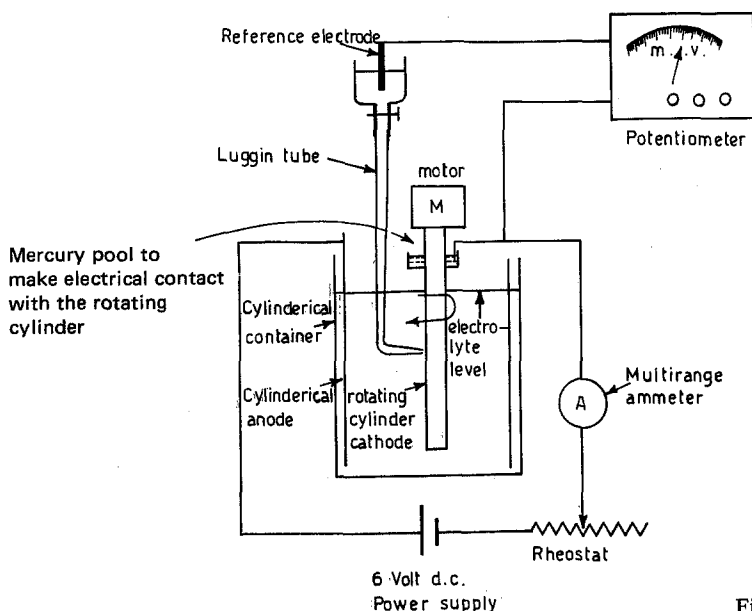 Reference electrode
m...v.
Potentiometer
Luggin tube
motor
M
Mercury pool to
make electrical contact
with the rotating
cylinder
Cylinderical
container
electro-
lyte
level
Cylinderical
anode
rotating
cylinder
cathode
Multirange
ammeter
A
Rheostat
6 Volt d.c.
Power supply